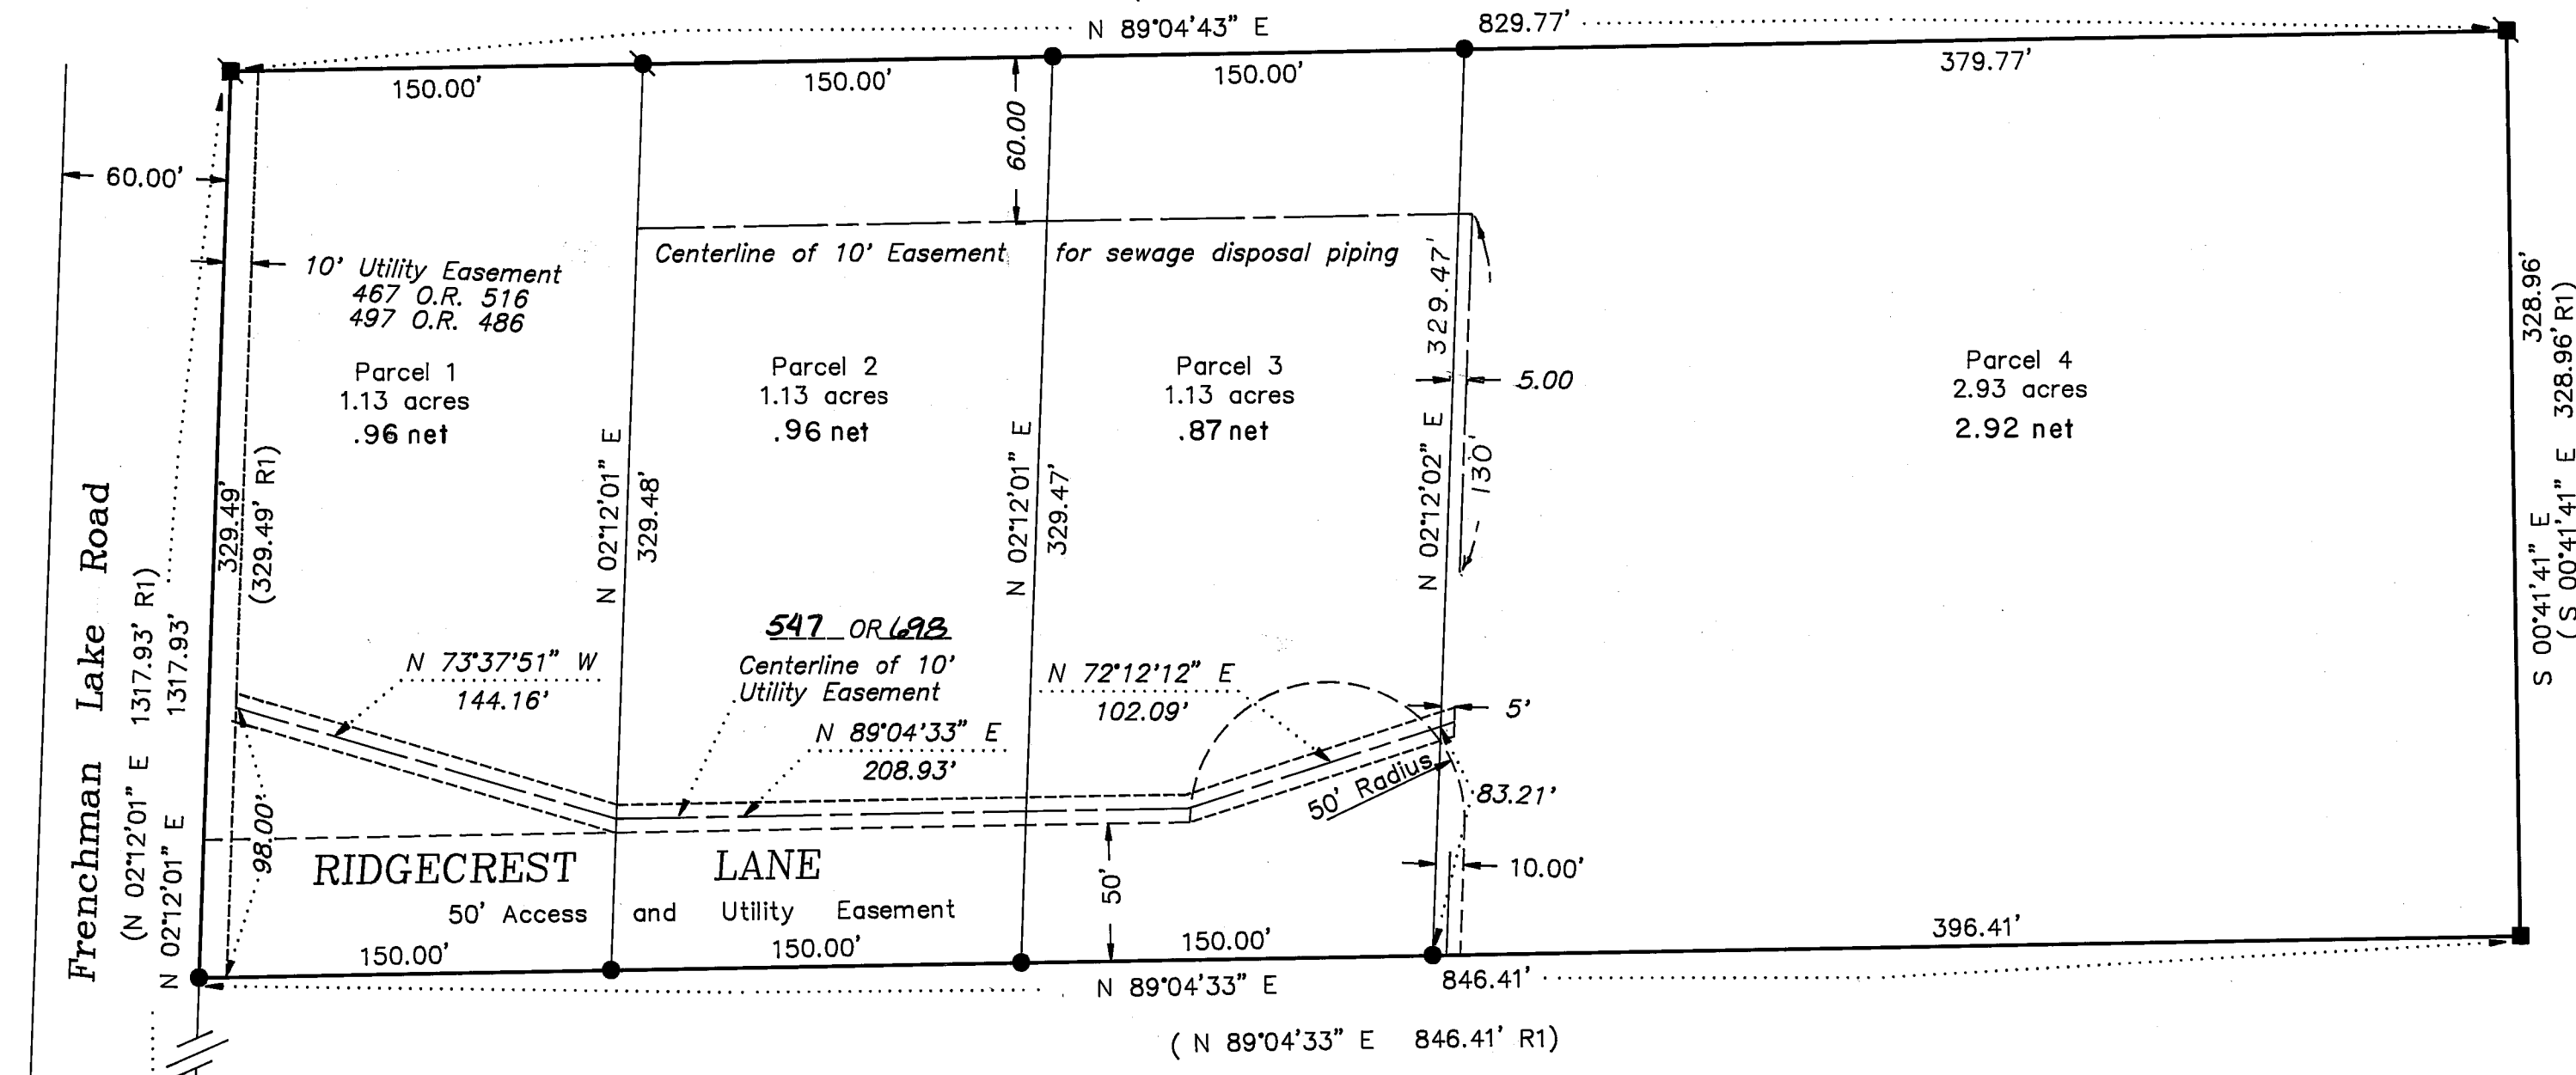 N 89°04'43" E
829.77'
150.00'
150.00'
150.00'
379.77'
60.00'
60.00
Centerline of 10' Easement for sewage disposal piping
10' Utility Easement
467 O.R. 516
497 O.R. 486
Parcel 1
1.13 acres
.96 net
Parcel 2
1.13 acres
.96 net
Parcel 3
1.13 acres
.87 net
Parcel 4
2.93 acres
2.92 net
329.47'
N 02°12'02" E
5.00
130'
328.96'
S 00°41'41" E
( S 00°41'41" E 328.96' R1)
Frenchman Lake Road
(N 02°12'01" E 1317.93' R1)
N 02°12'01" E 1317.93'
329.49'
(329.49' R1)
N 02°12'01" E
329.48'
N 02°12'01" E
329.47'
547 OR 698
Centerline of 10'
Utility Easement
N 73°37'51" W
144.16'
N 89°04'33" E
208.93'
N 72°12'12" E
102.09'
5'
50' Radius
83.21'
98.00'
RIDGECREST LANE
50' Access and Utility Easement
50'
10.00'
150.00'
150.00'
150.00'
396.41'
N 89°04'33" E
846.41'
( N 89°04'33" E 846.41' R1)